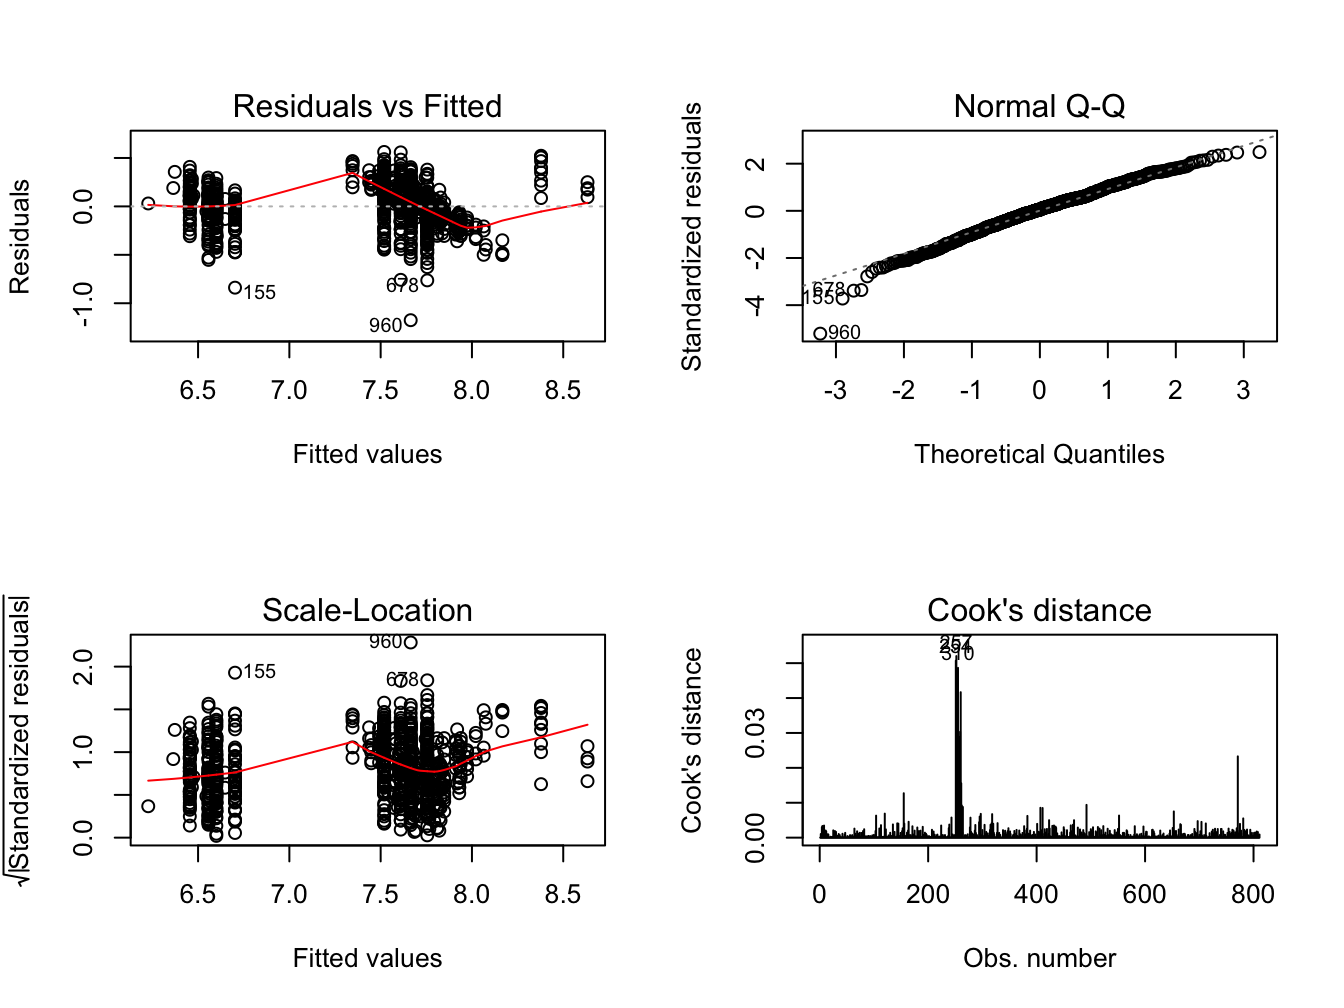 Residuals vs Fitted
Residuals
0.0
-1.0
155
678
960
6.5 7.0 7.5 8.0 8.5
Fitted values
Normal Q-Q
Standardized residuals
2
0
-2
-4
678
155
960
-3 -2 -1 0 1 2 3
Theoretical Quantiles
Scale-Location
√|Standardized residuals|
2.0
1.0
0.0
960
155
678
6.5 7.0 7.5 8.0 8.5
Fitted values
Cook's distance
Cook's distance
0.03
0.00
257
310
0 200 400 600 800
Obs. number